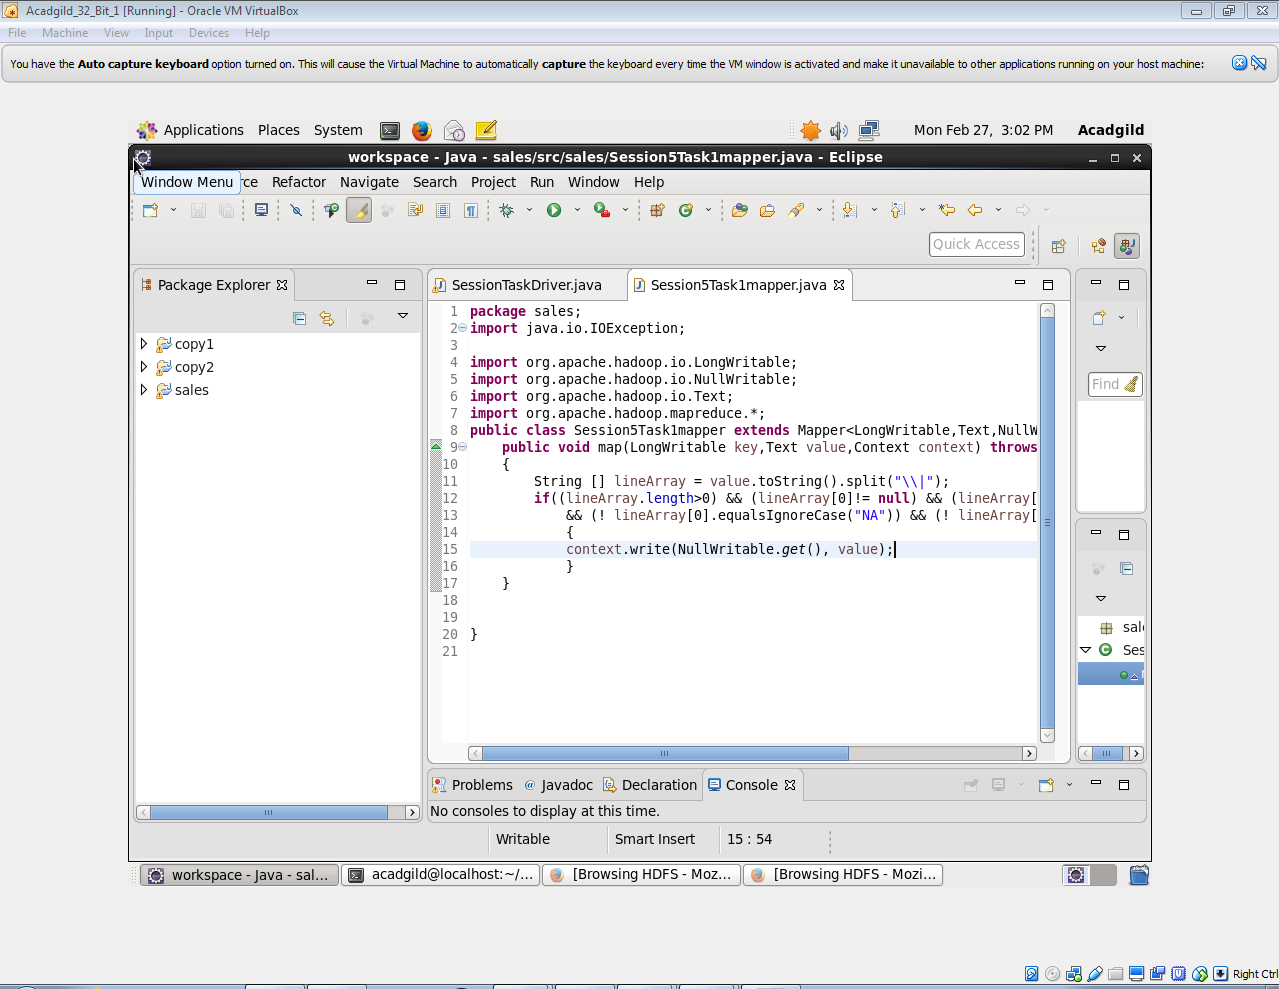 Acadgild_32_Bit_1 [Running] - Oracle VM VirtualBox
File Machine View Input Devices Help
You have the Auto capture keyboard option turned on. This will cause the Virtual Machine to automatically capture the keyboard every time the VM window is activated and make it unavailable to other applications running on your host machine:
Applications Places System Mon Feb 27, 3:02 PM Acadgild
workspace - Java - sales/src/sales/Session5Task1mapper.java - Eclipse
Window Menu rce Refactor Navigate Search Project Run Window Help
Quick Access
Package Explorer
SessionTaskDriver.java Session5Task1mapper.java
copy1
copy2
sales
1 package sales;
2 import java.io.IOException;
3
4 import org.apache.hadoop.io.LongWritable;
5 import org.apache.hadoop.io.NullWritable;
6 import org.apache.hadoop.io.Text;
7 import org.apache.hadoop.mapreduce.*;
8 public class Session5Task1mapper extends Mapper<LongWritable,Text,NullW
9 public void map(LongWritable key,Text value,Context context) throws
10 {
11 String [] lineArray = value.toString().split("\\|");
12 if((lineArray.length>0) && (lineArray[0]!= null) && (lineArray[
13 && (! lineArray[0].equalsIgnoreCase("NA")) && (! lineArray[
14 {
15 context.write(NullWritable.get(), value);
16 }
17 }
18
19
20 }
21
Find
sale
Ses
Problems @ Javadoc Declaration Console
No consoles to display at this time.
Writable Smart Insert 15 : 54
workspace - Java - sal... acadgild@localhost:~/... [Browsing HDFS - Moz... [Browsing HDFS - Mozi...
Right Ctrl